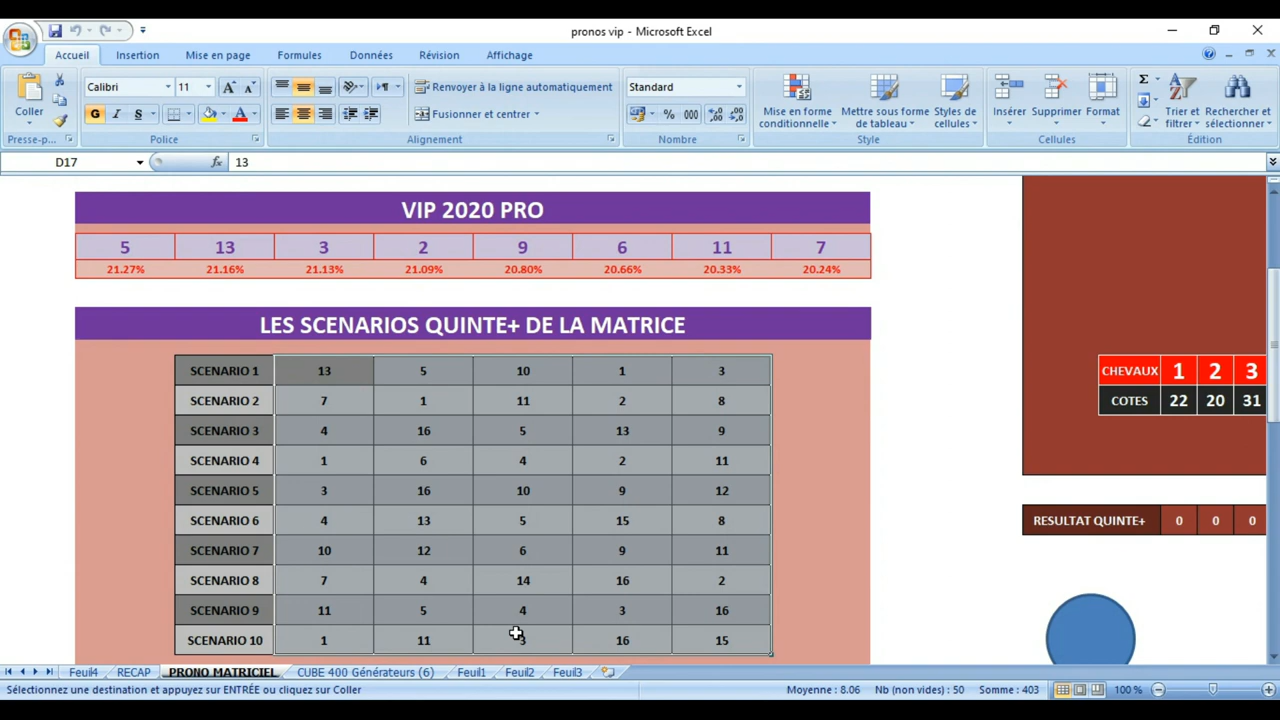 pronos vip - Microsoft Excel
Accueil Insertion Mise en page Formules Données Révision Affichage
Coller
Calibri 11
G I S
Renvoyer à la ligne automatiquement
Fusionner et centrer
Standard
% 000
Mise en forme conditionnelle
Mettre sous forme de tableau
Styles de cellules
Insérer Supprimer Format
Trier et filtrer
Rechercher et sélectionner
Presse-p... Police Alignement Nombre Style Cellules Édition
D17 fx 13
VIP 2020 PRO
5 13 3 2 9 6 11 7
21.27% 21.16% 21.13% 21.09% 20.80% 20.66% 20.33% 20.24%
LES SCENARIOS QUINTE+ DE LA MATRICE
SCENARIO 1 13 5 10 1 3
SCENARIO 2 7 1 11 2 8
SCENARIO 3 4 16 5 13 9
SCENARIO 4 1 6 4 2 11
SCENARIO 5 3 16 10 9 12
SCENARIO 6 4 13 5 15 8
SCENARIO 7 10 12 6 9 11
SCENARIO 8 7 4 14 16 2
SCENARIO 9 11 5 4 3 16
SCENARIO 10 1 11 3 16 15
CHEVAUX 1 2 3
COTES 22 20 31
RESULTAT QUINTE+ 0 0 0
Feuil4 RECAP PRONO MATRICIEL CUBE 400 Générateurs (6) Feuil1 Feuil2 Feuil3
Sélectionnez une destination et appuyez sur ENTRÉE ou cliquez sur Coller Moyenne : 8.06 Nb (non vides) : 50 Somme : 403 100 %